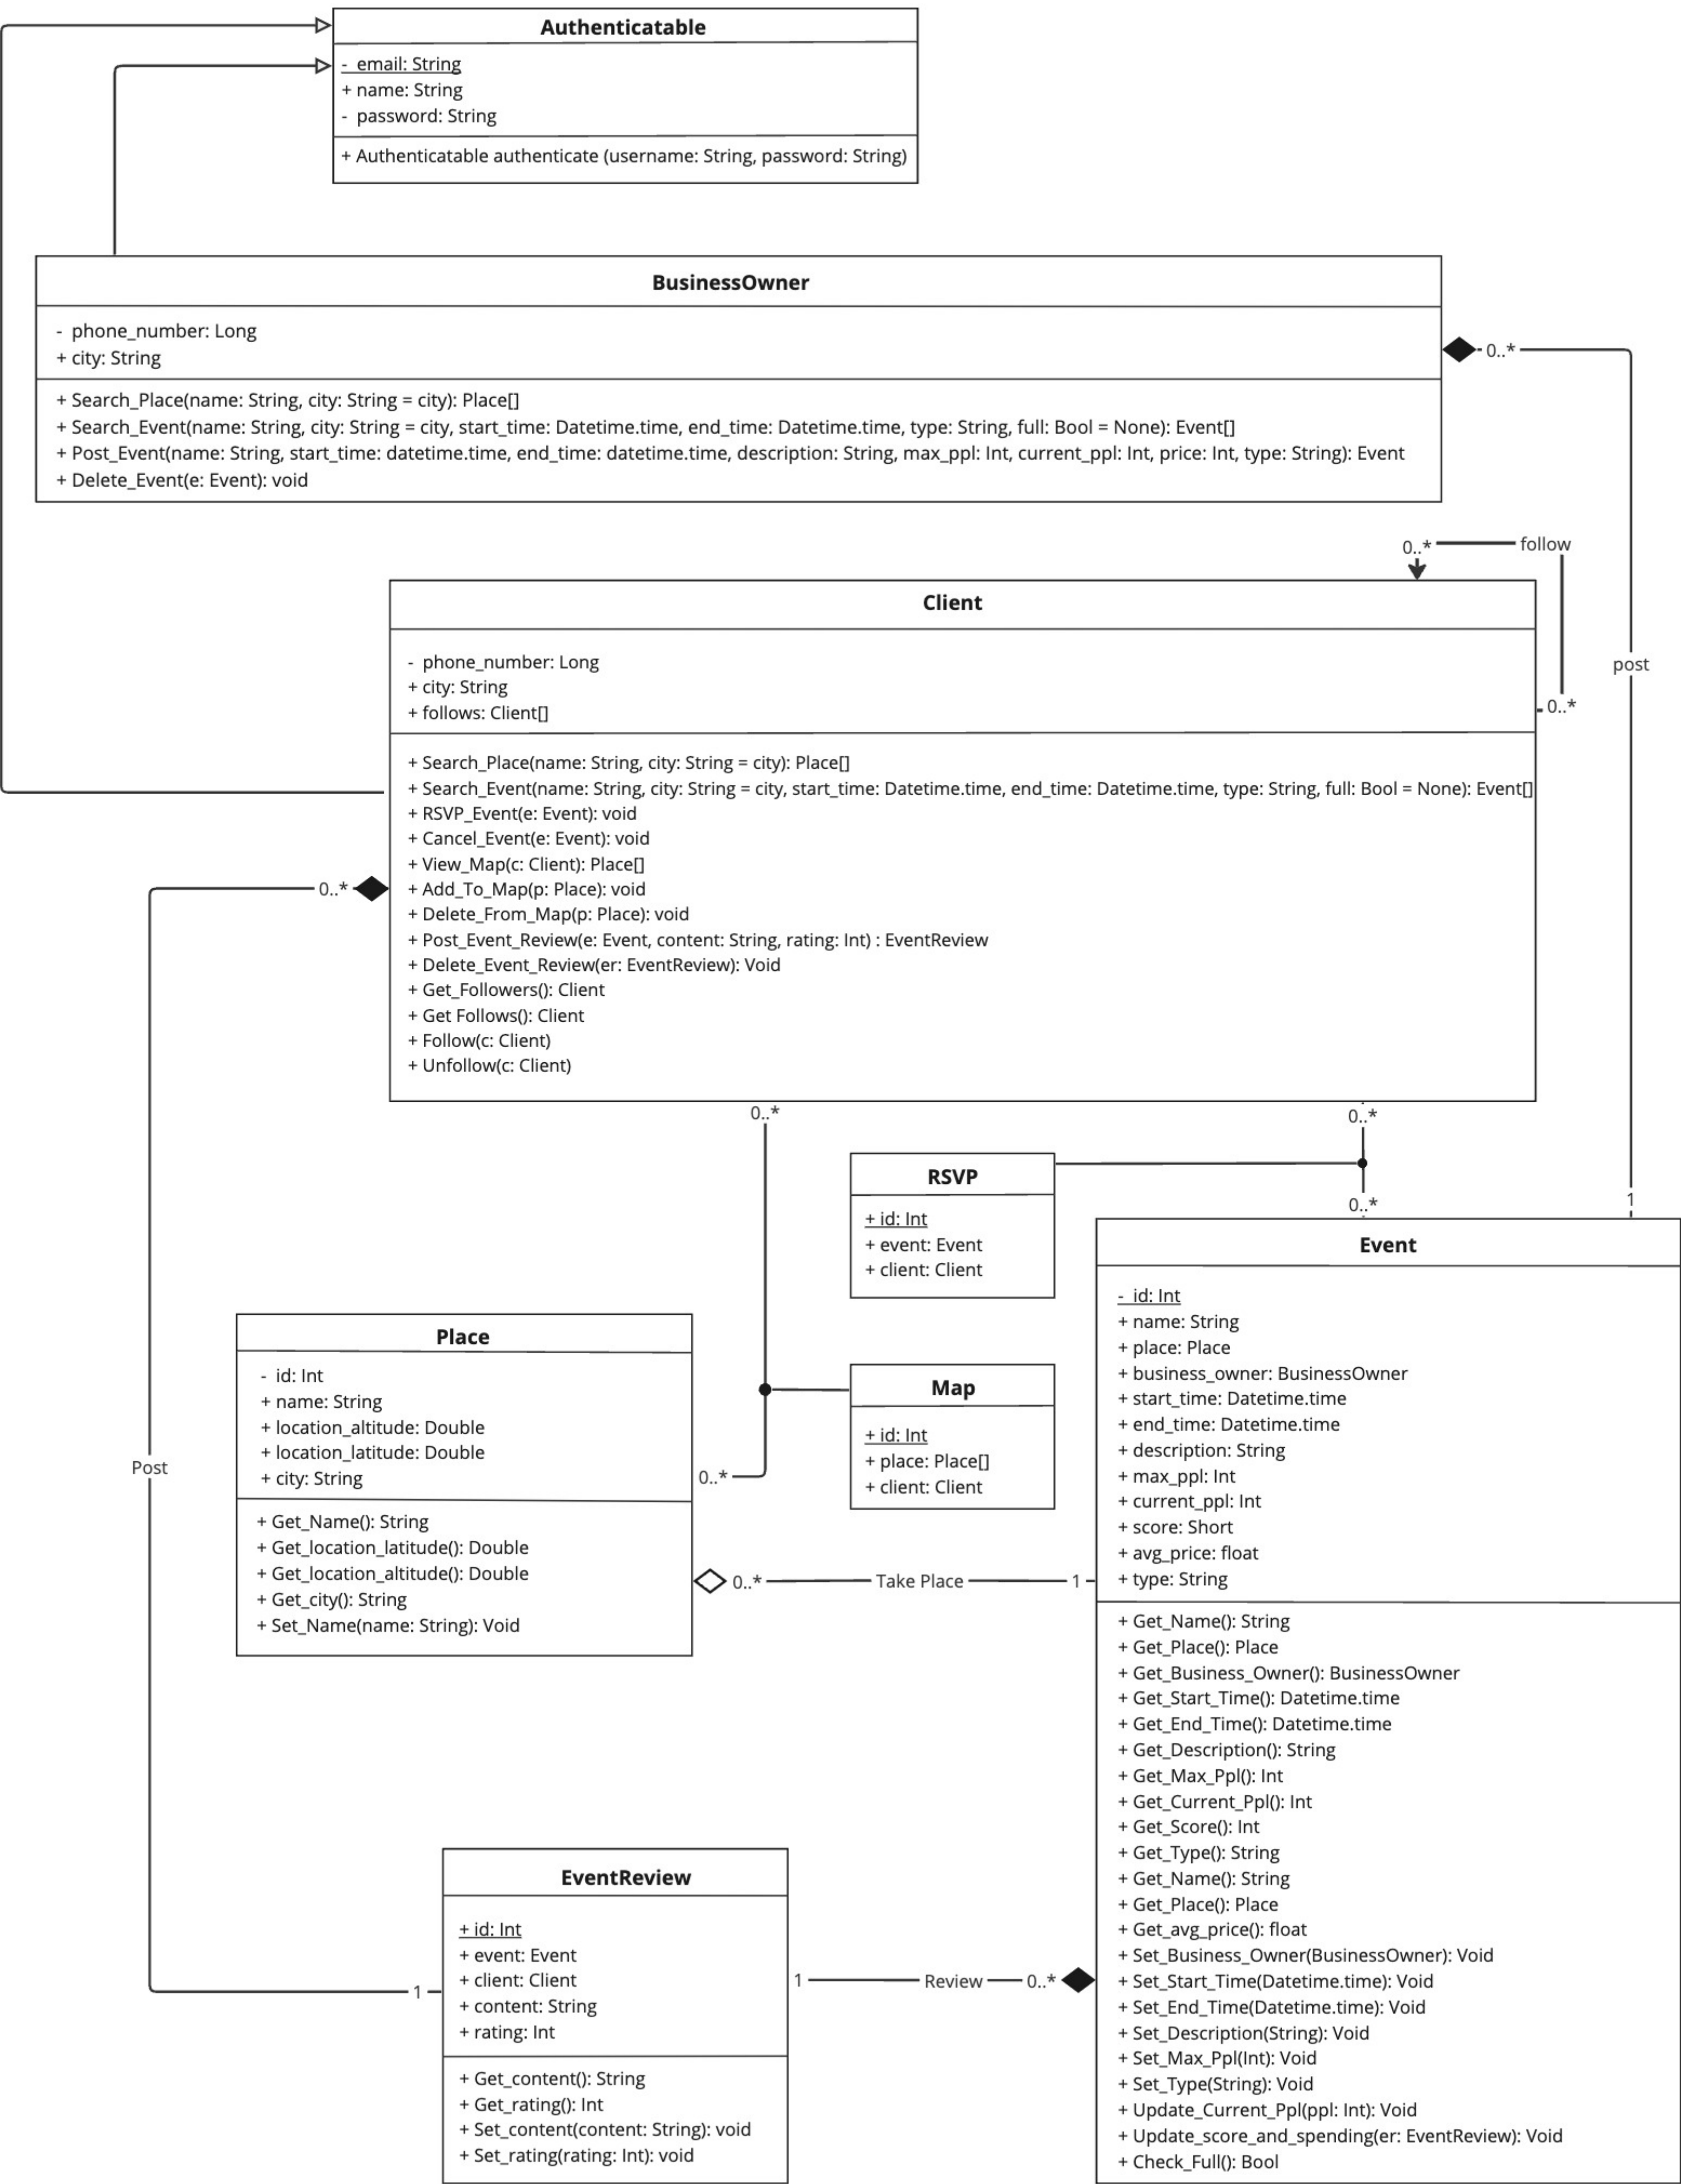 Authenticatable
- email: String
+ name: String
- password: String
+ Authenticatable authenticate (username: String, password: String)
BusinessOwner
- phone_number: Long
+ city: String
+ Search_Place(name: String, city: String = city): Place[]
+ Search_Event(name: String, city: String = city, start_time: Datetime.time, end_time: Datetime.time, type: String, full: Bool = None): Event[]
+ Post_Event(name: String, start_time: datetime.time, end_time: datetime.time, description: String, max_ppl: Int, current_ppl: Int, price: Int, type: String): Event
+ Delete_Event(e: Event): void
0..*
post
1
0..*
follow
0..*
Client
- phone_number: Long
+ city: String
+ follows: Client[]
+ Search_Place(name: String, city: String = city): Place[]
+ Search_Event(name: String, city: String = city, start_time: Datetime.time, end_time: Datetime.time, type: String, full: Bool = None): Event[]
+ RSVP_Event(e: Event): void
+ Cancel_Event(e: Event): void
+ View_Map(c: Client): Place[]
+ Add_To_Map(p: Place): void
+ Delete_From_Map(p: Place): void
+ Post_Event_Review(e: Event, content: String, rating: Int) : EventReview
+ Delete_Event_Review(er: EventReview): Void
+ Get_Followers(): Client
+ Get Follows(): Client
+ Follow(c: Client)
+ Unfollow(c: Client)
0..*
Post
1
0..*
0..*
0..*
0..*
RSVP
+ id: Int
+ event: Event
+ client: Client
Map
+ id: Int
+ place: Place[]
+ client: Client
Place
- id: Int
+ name: String
+ location_altitude: Double
+ location_latitude: Double
+ city: String
+ Get_Name(): String
+ Get_location_latitude(): Double
+ Get_location_altitude(): Double
+ Get_city(): String
+ Set_Name(name: String): Void
0..* Take Place 1
Event
- id: Int
+ name: String
+ place: Place
+ business_owner: BusinessOwner
+ start_time: Datetime.time
+ end_time: Datetime.time
+ description: String
+ max_ppl: Int
+ current_ppl: Int
+ score: Short
+ avg_price: float
+ type: String
+ Get_Name(): String
+ Get_Place(): Place
+ Get_Business_Owner(): BusinessOwner
+ Get_Start_Time(): Datetime.time
+ Get_End_Time(): Datetime.time
+ Get_Description(): String
+ Get_Max_Ppl(): Int
+ Get_Current_Ppl(): Int
+ Get_Score(): Int
+ Get_Type(): String
+ Get_Name(): String
+ Get_Place(): Place
+ Get_avg_price(): float
+ Set_Business_Owner(BusinessOwner): Void
+ Set_Start_Time(Datetime.time): Void
+ Set_End_Time(Datetime.time): Void
+ Set_Description(String): Void
+ Set_Max_Ppl(Int): Void
+ Set_Type(String): Void
+ Update_Current_Ppl(ppl: Int): Void
+ Update_score_and_spending(er: EventReview): Void
+ Check_Full(): Bool
EventReview
+ id: Int
+ event: Event
+ client: Client
+ content: String
+ rating: Int
+ Get_content(): String
+ Get_rating(): Int
+ Set_content(content: String): void
+ Set_rating(rating: Int): void
1 Review 0..*